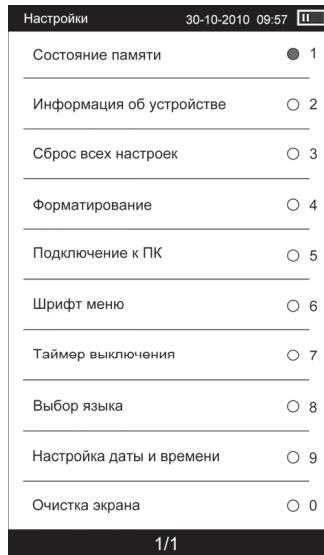 Настройки 30-10-2010 09:57
Состояние памяти 1
Информация об устройстве 2
Сброс всех настроек 3
Форматирование 4
Подключение к ПК 5
Шрифт меню 6
Таймер выключения 7
Выбор языка 8
Настройка даты и времени 9
Очистка экрана 0
1/1